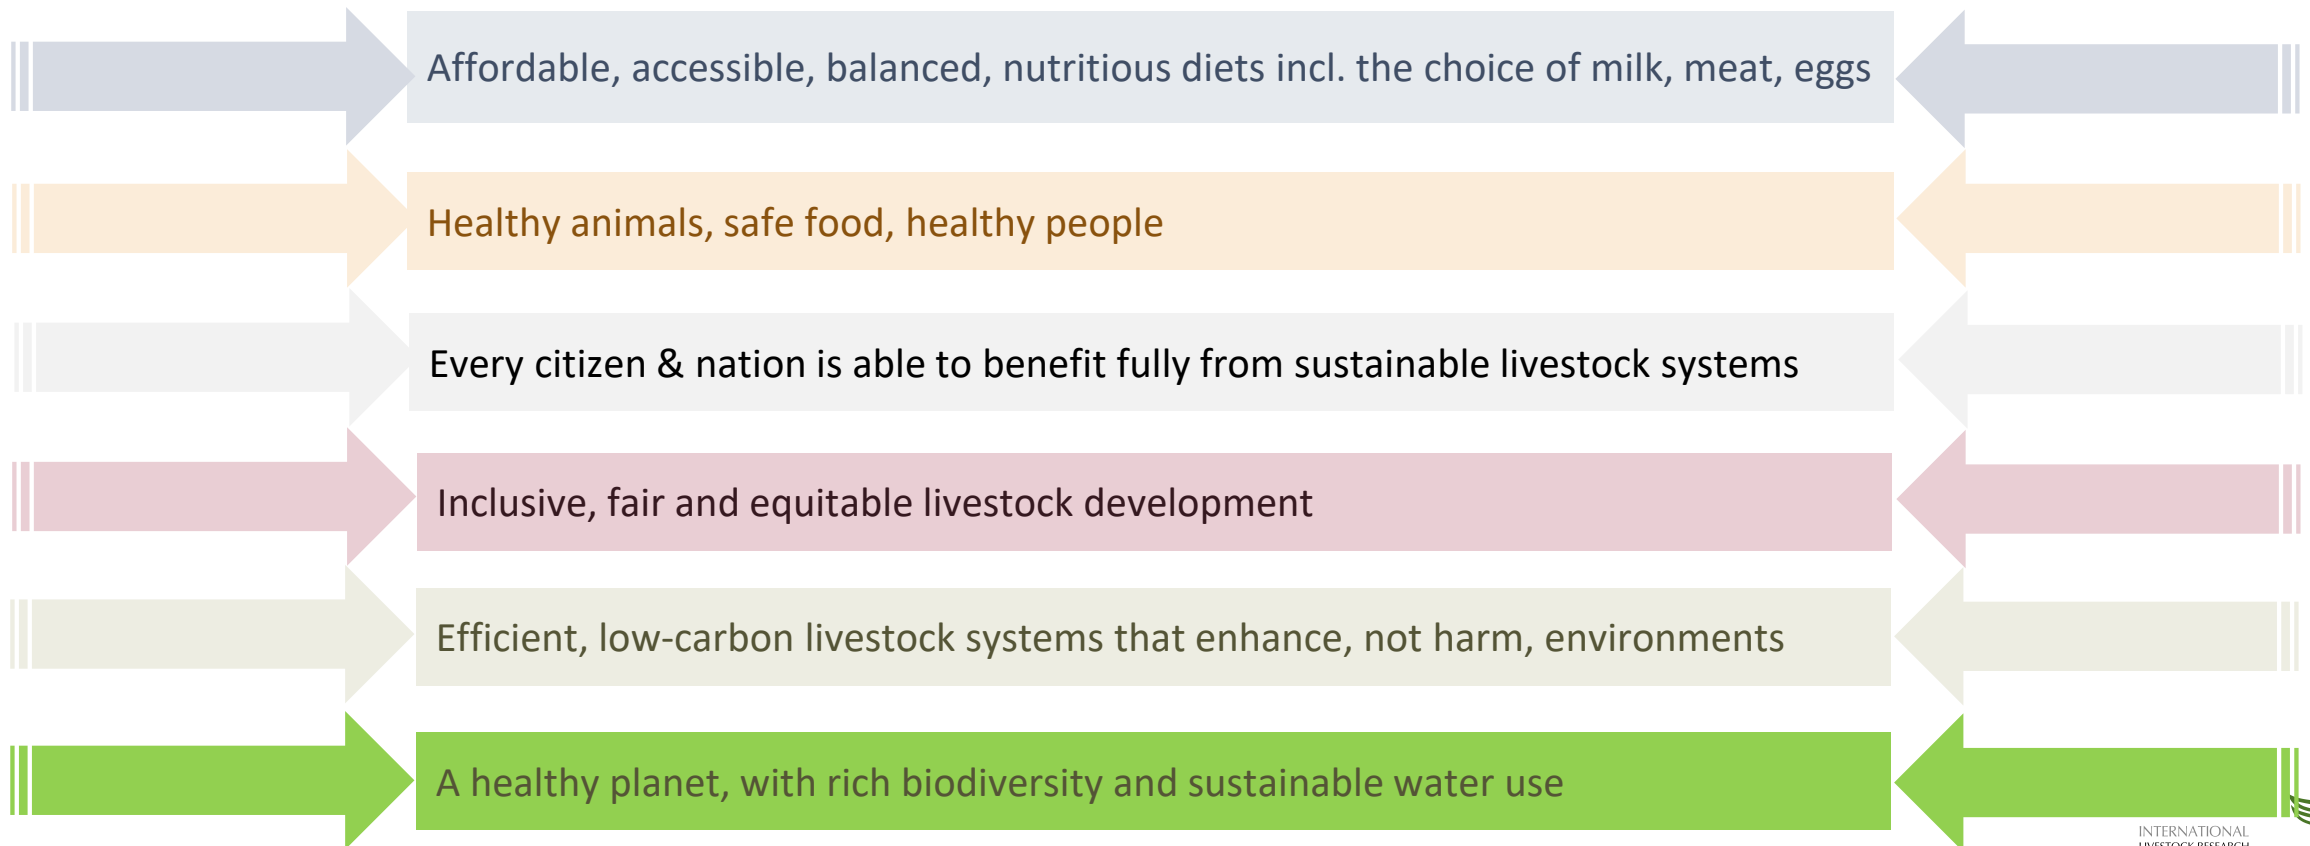 Affordable, accessible, balanced, nutritious diets incl. the choice of milk, meat, eggs
Healthy animals, safe food, healthy people
Every citizen & nation is able to benefit fully from sustainable livestock systems
Inclusive, fair and equitable livestock development
Efficient, low-carbon livestock systems that enhance, not harm, environments
A healthy planet, with rich biodiversity and sustainable water use
INTERNATIONAL
LIVESTOCK RESEARCH